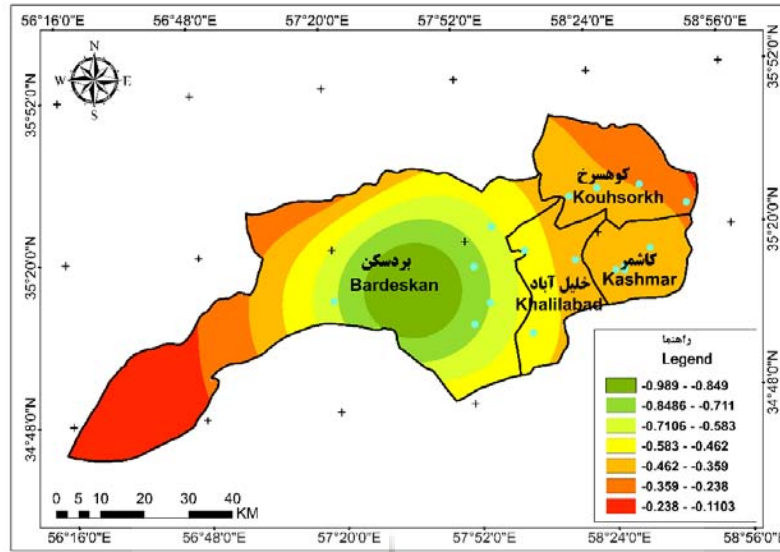 56°16'0"E 56°48'0"E 57°20'0"E 57°52'0"E 58°24'0"E 58°56'0"E
N
W E
S
35°52'0"N
35°52'0"N
کوهسرخ
Kouhsorkh
35°20'0"N
35°20'0"N
بردسکن
Bardeskan
خلیل آباد
Khalilabad
کاشمر
Kashmar
راهنما
Legend
-0.989 - -0.849
-0.8486 - -0.711
-0.7106 - -0.583
-0.583 - -0.462
-0.462 - -0.359
-0.359 - -0.238
-0.238 - -0.1103
34°48'0"N
34°48'0"N
0 5 10 20 30 40
KM
56°16'0"E 56°48'0"E 57°20'0"E 57°52'0"E 58°24'0"E 58°56'0"E